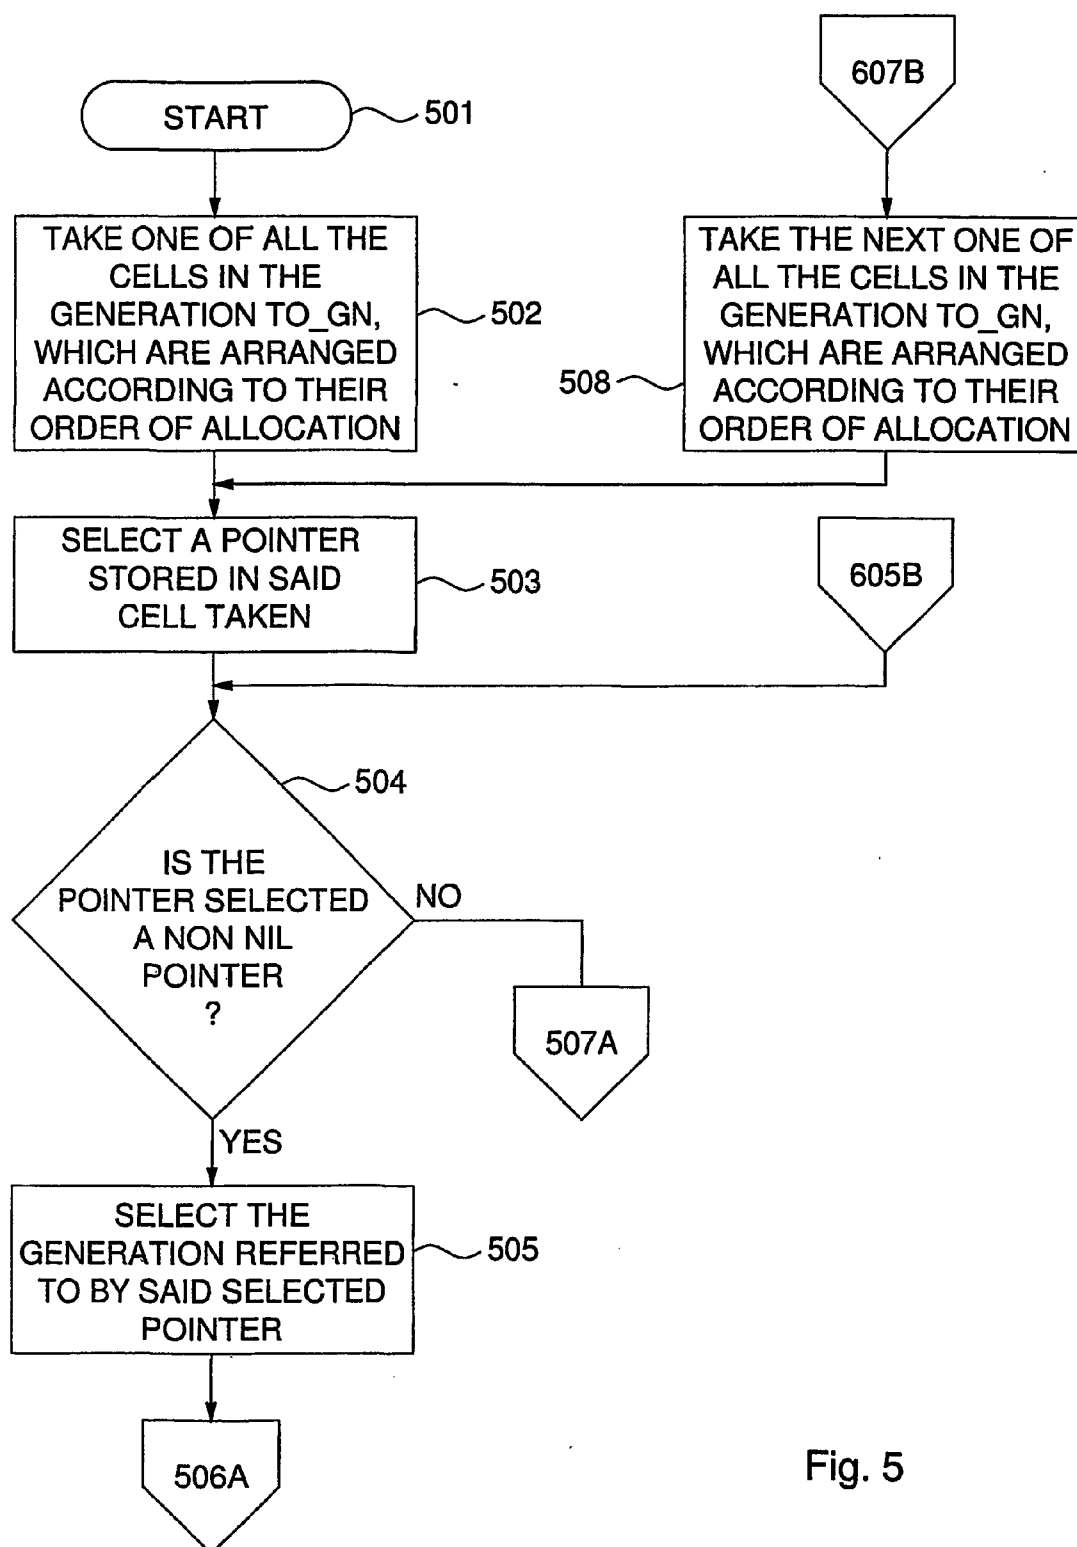 START
501
607B
TAKE ONE OF ALL THE
CELLS IN THE
GENERATION TO_GN,
WHICH ARE ARRANGED
ACCORDING TO THEIR
ORDER OF ALLOCATION
502
TAKE THE NEXT ONE OF
ALL THE CELLS IN THE
GENERATION TO_GN,
WHICH ARE ARRANGED
ACCORDING TO THEIR
ORDER OF ALLOCATION
508
SELECT A POINTER
STORED IN SAID
CELL TAKEN
503
605B
504
IS THE
POINTER SELECTED
A NON NIL
POINTER
?
NO
507A
YES
SELECT THE
GENERATION REFERRED
TO BY SAID SELECTED
POINTER
505
506A
Fig. 5